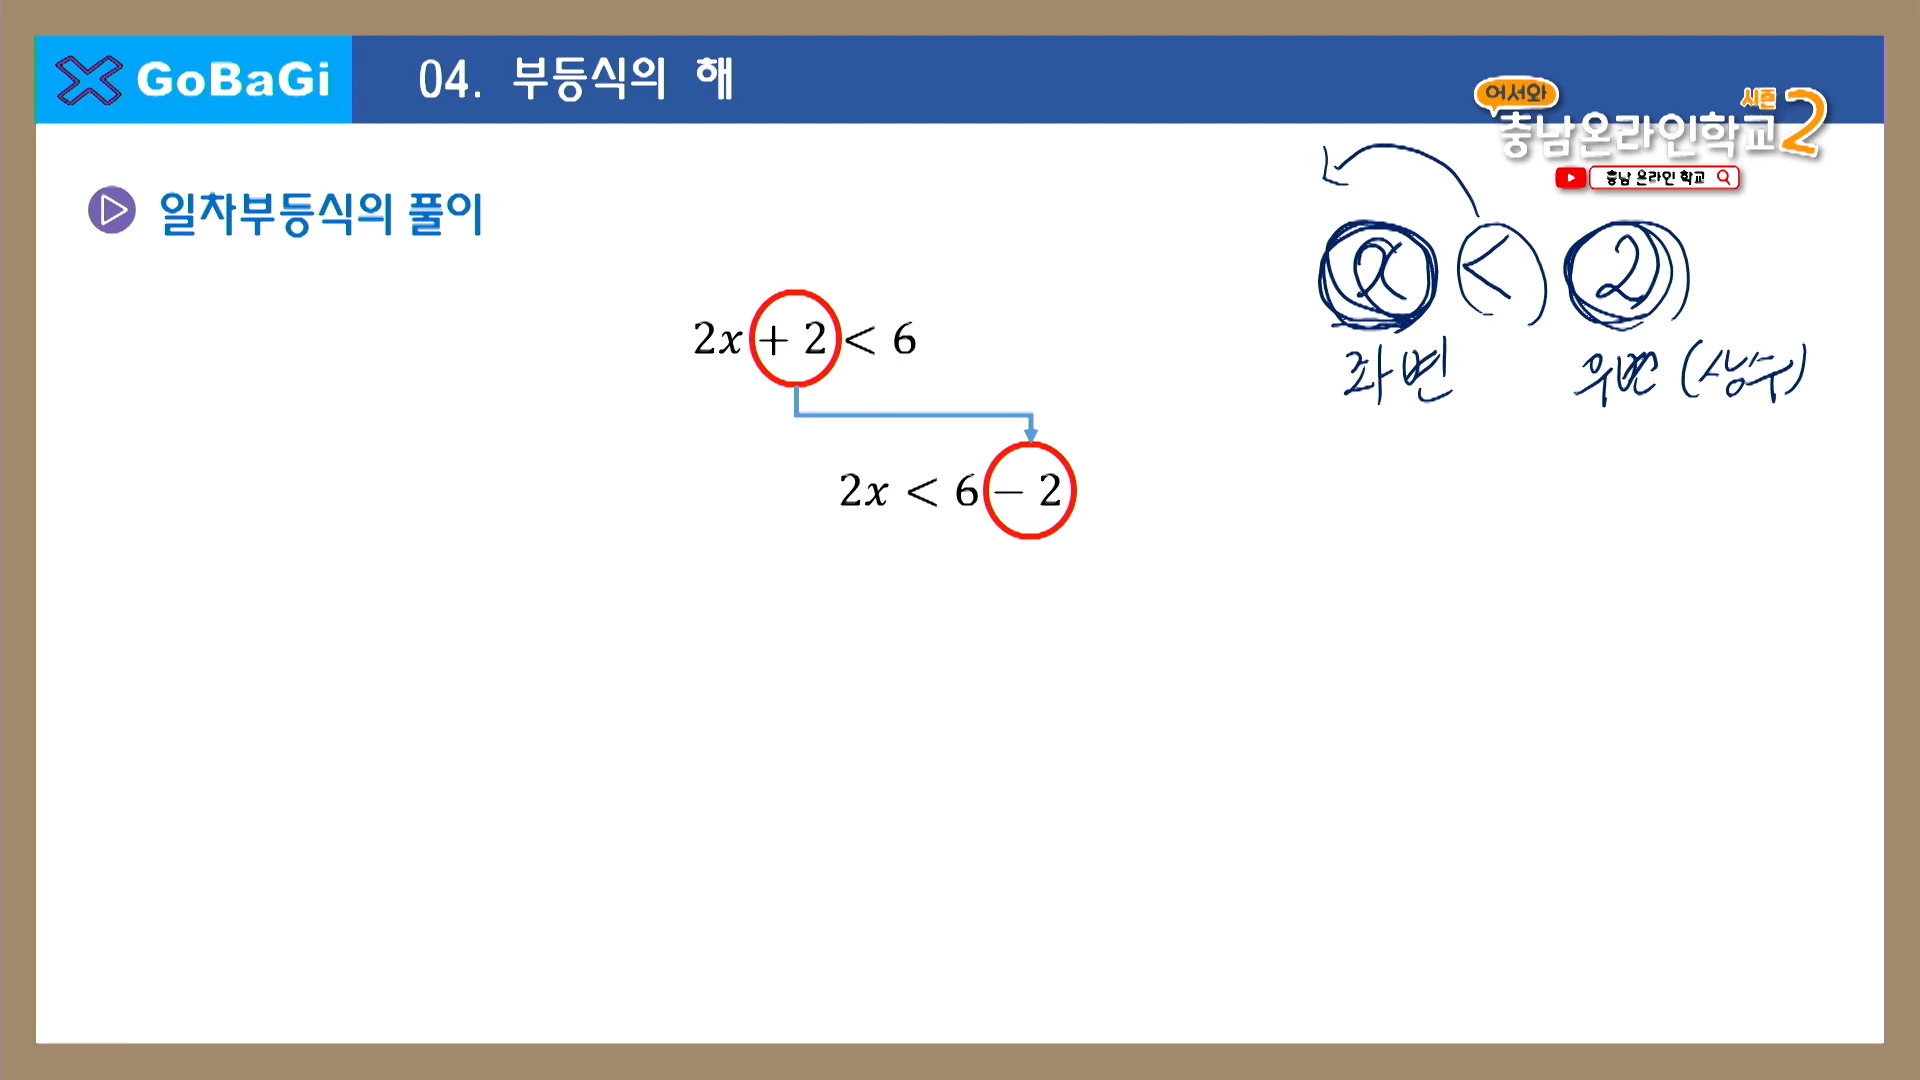 GoBaGi
04. 부등식의 해
어서와
시즌2
충남온라인학교
충남 온라인 학교
일차부등식의 풀이
x < 2
좌변 우변 (상수)
2x + 2 < 6
2x < 6 − 2